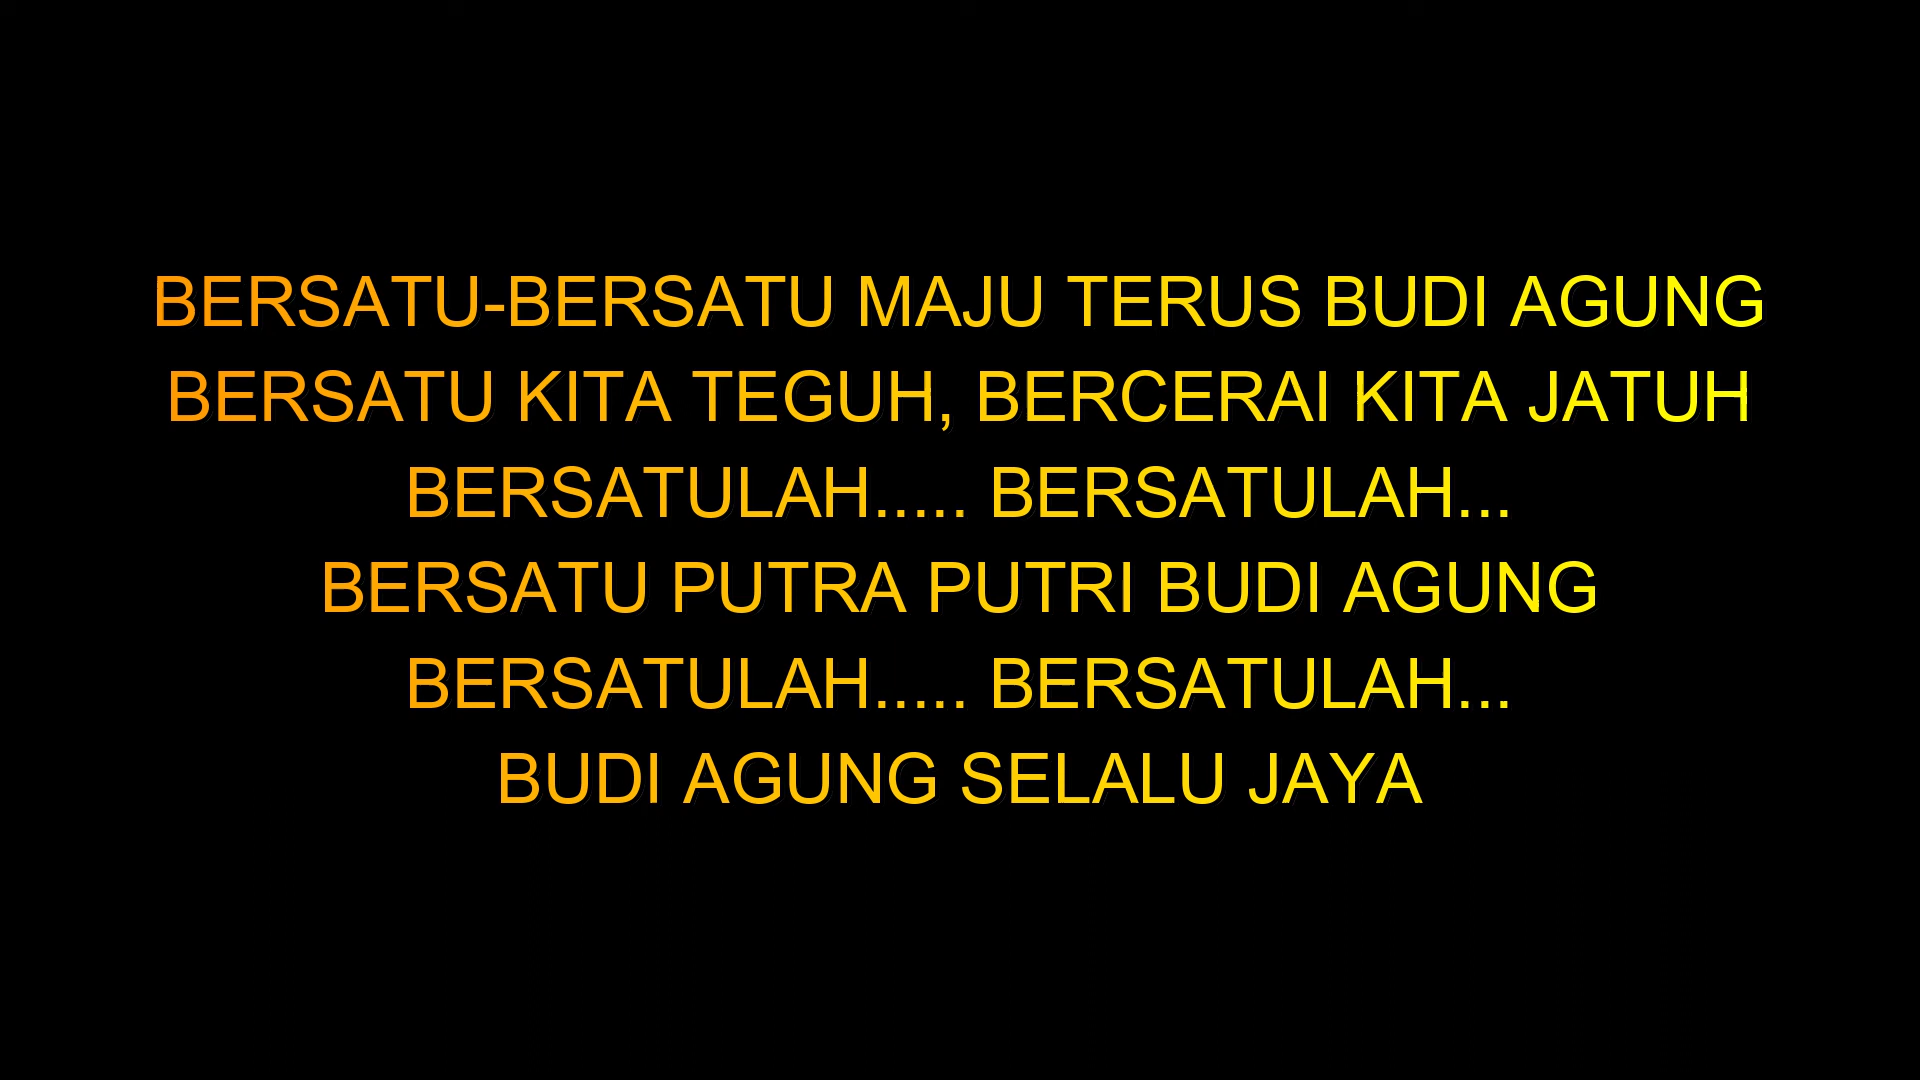 BERSATU-BERSATU MAJU TERUS BUDI AGUNG
BERSATU KITA TEGUH, BERCERAI KITA JATUH
BERSATULAH..... BERSATULAH...
BERSATU PUTRA PUTRI BUDI AGUNG
BERSATULAH..... BERSATULAH...
BUDI AGUNG SELALU JAYA